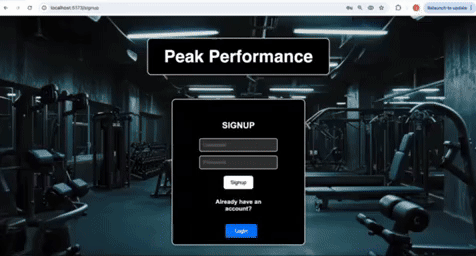 localhost:5173/signup
Relaunch to update
Peak Performance
SIGNUP
Username
Password
Signup
Already have an
account?
Login